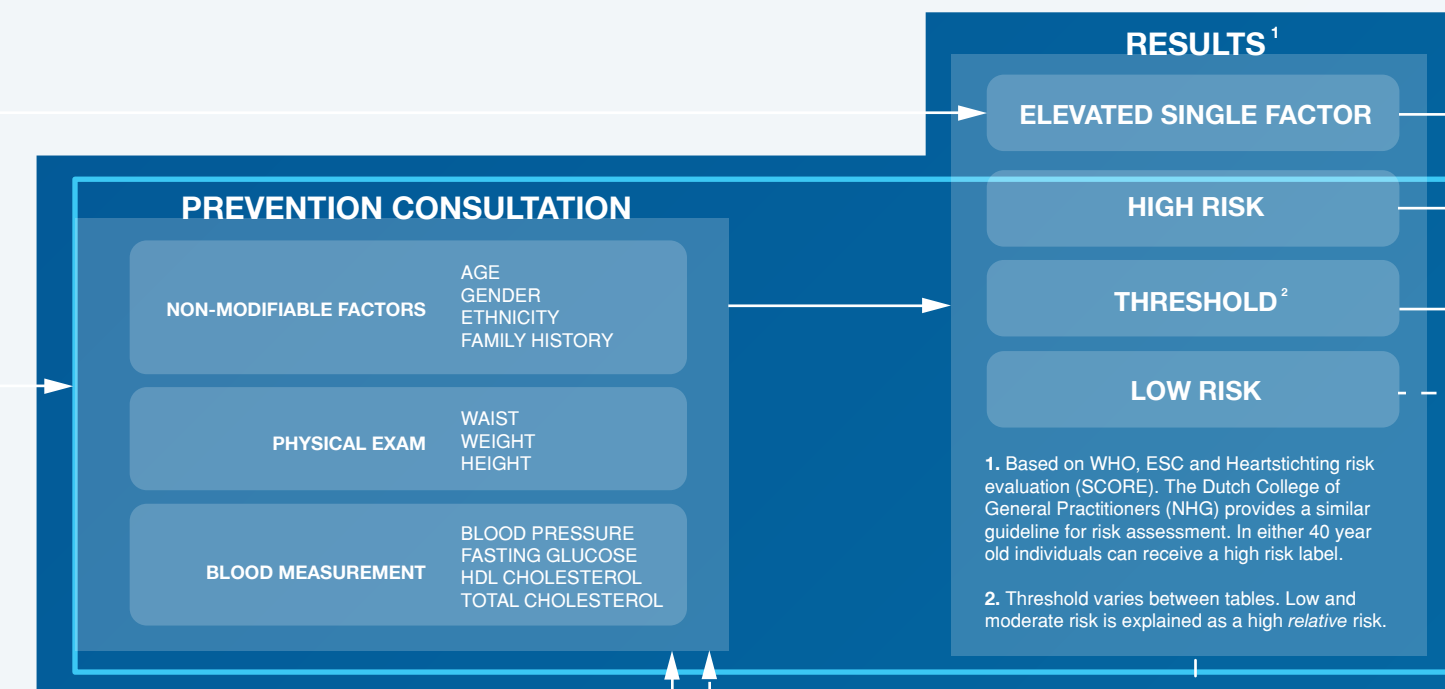 RESULTS 1
ELEVATED SINGLE FACTOR
HIGH RISK
THRESHOLD 2
LOW RISK
1. Based on WHO, ESC and Heartstichting risk
evaluation (SCORE). The Dutch College of
General Practitioners (NHG) provides a similar
guideline for risk assessment. In either 40 year
old individuals can receive a high risk label.
2. Threshold varies between tables. Low and
moderate risk is explained as a high relative risk.
PREVENTION CONSULTATION
NON-MODIFIABLE FACTORS
AGE
GENDER
ETHNICITY
FAMILY HISTORY
PHYSICAL EXAM
WAIST
WEIGHT
HEIGHT
BLOOD MEASUREMENT
BLOOD PRESSURE
FASTING GLUCOSE
HDL CHOLESTEROL
TOTAL CHOLESTEROL